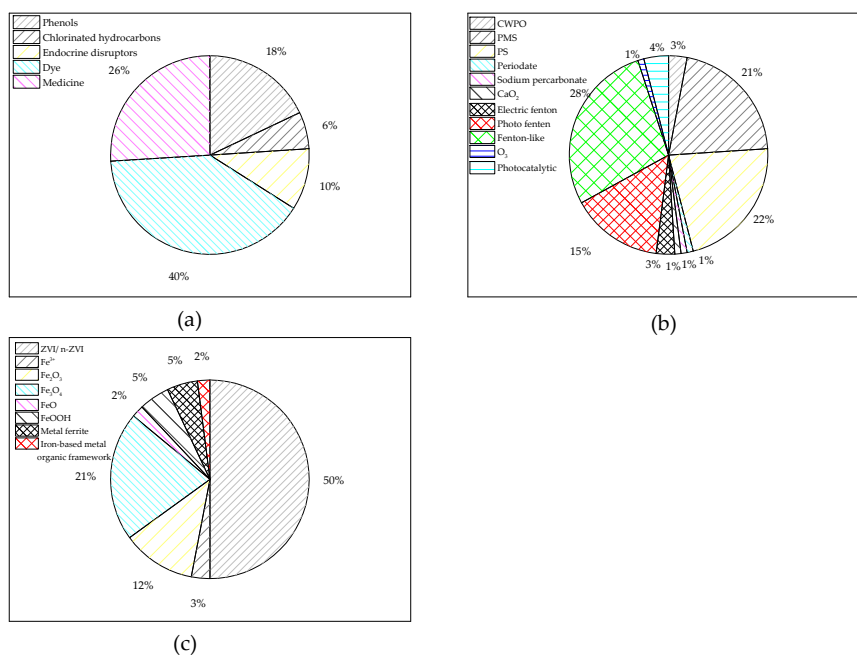 Phenols
Chlorinated hydrocarbons
Endocrine disruptors
Dye
Medicine
18%
6%
10%
40%
26%
(a)
CWPO
PMS
PS
Periodate
Sodium percarbonate
CaO₂
Electric fenton
Photo fenten
Fenton-like
O₃
Photocatalytic
3%
21%
22%
1%
1%
1%
3%
15%
28%
1%
4%
(b)
ZVI/ n-ZVI
Fe³⁺
Fe₂O₃
Fe₃O₄
FeO
FeOOH
Metal ferrite
Iron-based metal
organic framework
50%
3%
12%
21%
2%
5%
5%
2%
(c)